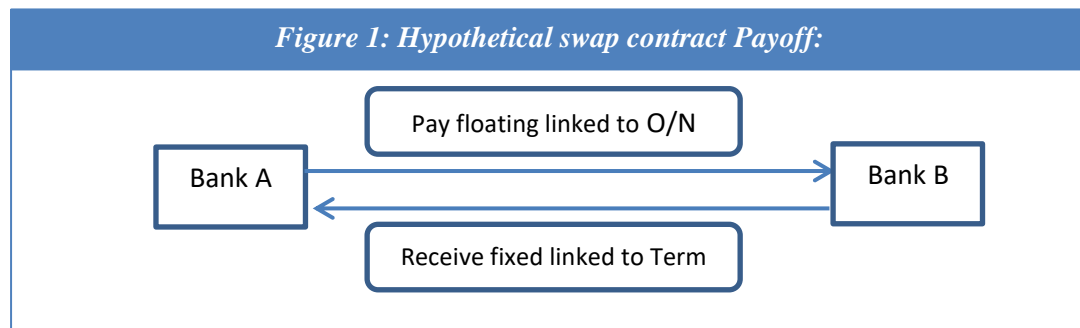 Figure 1: Hypothetical swap contract Payoff:
Pay floating linked to O/N
Bank A
Bank B
Receive fixed linked to Term